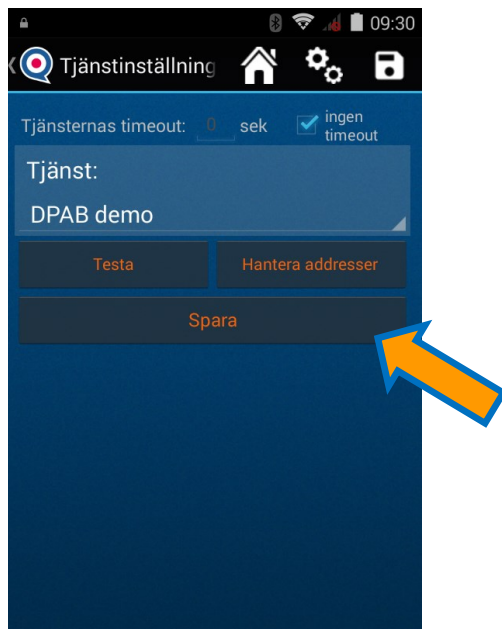 09:30
Tjänstinställning
Tjänsternas timeout: 0 sek ingen timeout
Tjänst:
DPAB demo
Testa Hantera addresser
Spara